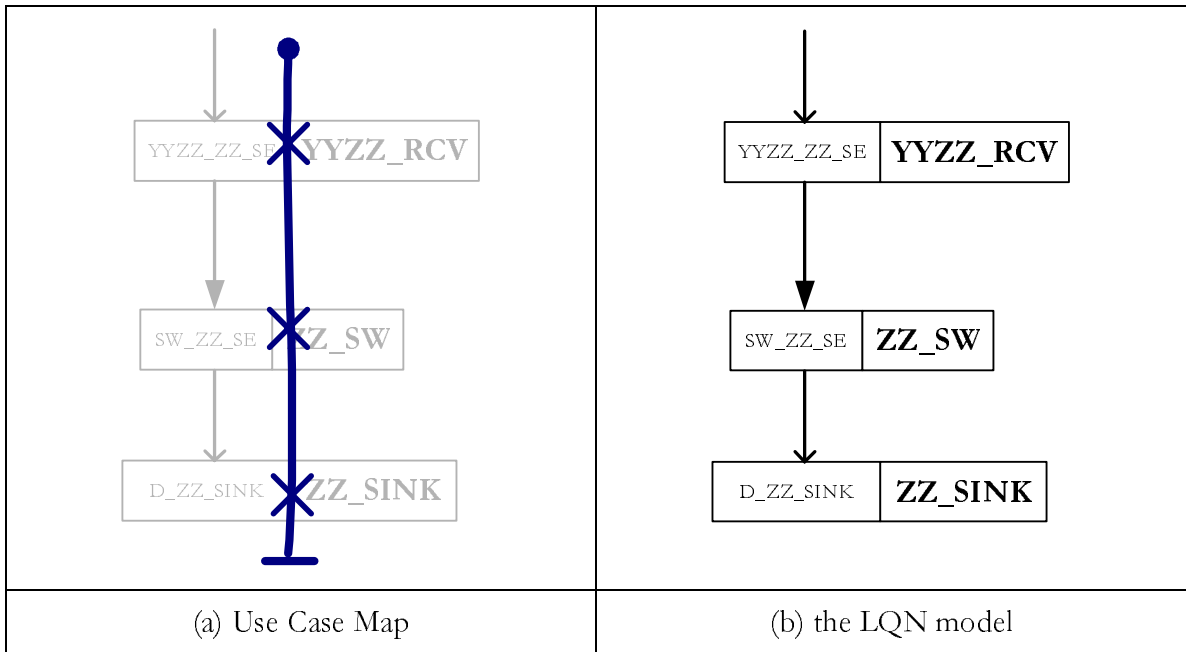 YYZZ_ZZ_SE YYZZ_RCV
SW_ZZ_SE ZZ_SW
D_ZZ_SINK ZZ_SINK
(a) Use Case Map
YYZZ_ZZ_SE YYZZ_RCV
SW_ZZ_SE ZZ_SW
D_ZZ_SINK ZZ_SINK
(b) the LQN model